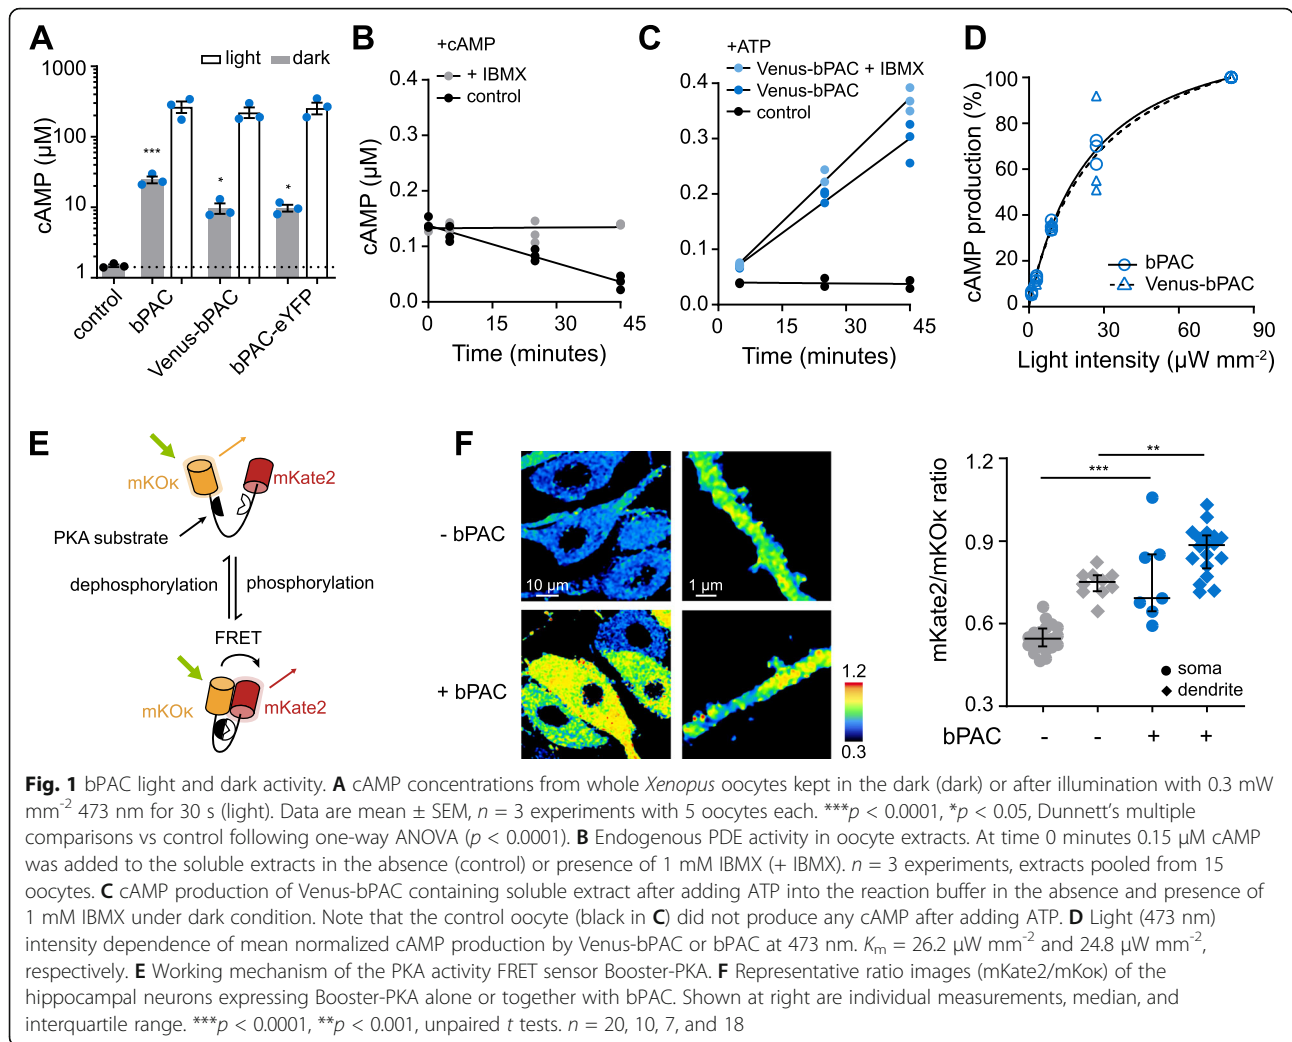 A
light
dark
cAMP (µM)
1000
100
10
1
***
*
*
control
bPAC
Venus-bPAC
bPAC-eYFP
B
+cAMP
+ IBMX
control
cAMP (µM)
0.4
0.3
0.2
0.1
0.0
0
15
30
45
Time (minutes)
C
+ATP
Venus-bPAC + IBMX
Venus-bPAC
control
0.4
0.3
0.2
0.1
0.0
0
15
30
45
Time (minutes)
D
cAMP production (%)
100
80
60
40
20
0
bPAC
Venus-bPAC
0
30
60
90
Light intensity (µW mm-2)
E
mKOκ
mKate2
PKA substrate
dephosphorylation
phosphorylation
FRET
mKOκ
mKate2
F
- bPAC
10 µm
1 µm
+ bPAC
1.2
0.3
mKate2/mKOκ ratio
1.2
0.9
0.6
0.3
***
**
soma
dendrite
bPAC
-
-
+
+
Fig. 1 bPAC light and dark activity. A cAMP concentrations from whole Xenopus oocytes kept in the dark (dark) or after illumination with 0.3 mW
mm-2 473 nm for 30 s (light). Data are mean ± SEM, n = 3 experiments with 5 oocytes each. ***p < 0.0001, *p < 0.05, Dunnett's multiple
comparisons vs control following one-way ANOVA (p < 0.0001). B Endogenous PDE activity in oocyte extracts. At time 0 minutes 0.15 µM cAMP
was added to the soluble extracts in the absence (control) or presence of 1 mM IBMX (+ IBMX). n = 3 experiments, extracts pooled from 15
oocytes. C cAMP production of Venus-bPAC containing soluble extract after adding ATP into the reaction buffer in the absence and presence of
1 mM IBMX under dark condition. Note that the control oocyte (black in C) did not produce any cAMP after adding ATP. D Light (473 nm)
intensity dependence of mean normalized cAMP production by Venus-bPAC or bPAC at 473 nm. Km = 26.2 µW mm-2 and 24.8 µW mm-2,
respectively. E Working mechanism of the PKA activity FRET sensor Booster-PKA. F Representative ratio images (mKate2/mKoκ) of the
hippocampal neurons expressing Booster-PKA alone or together with bPAC. Shown at right are individual measurements, median, and
interquartile range. ***p < 0.0001, **p < 0.001, unpaired t tests. n = 20, 10, 7, and 18